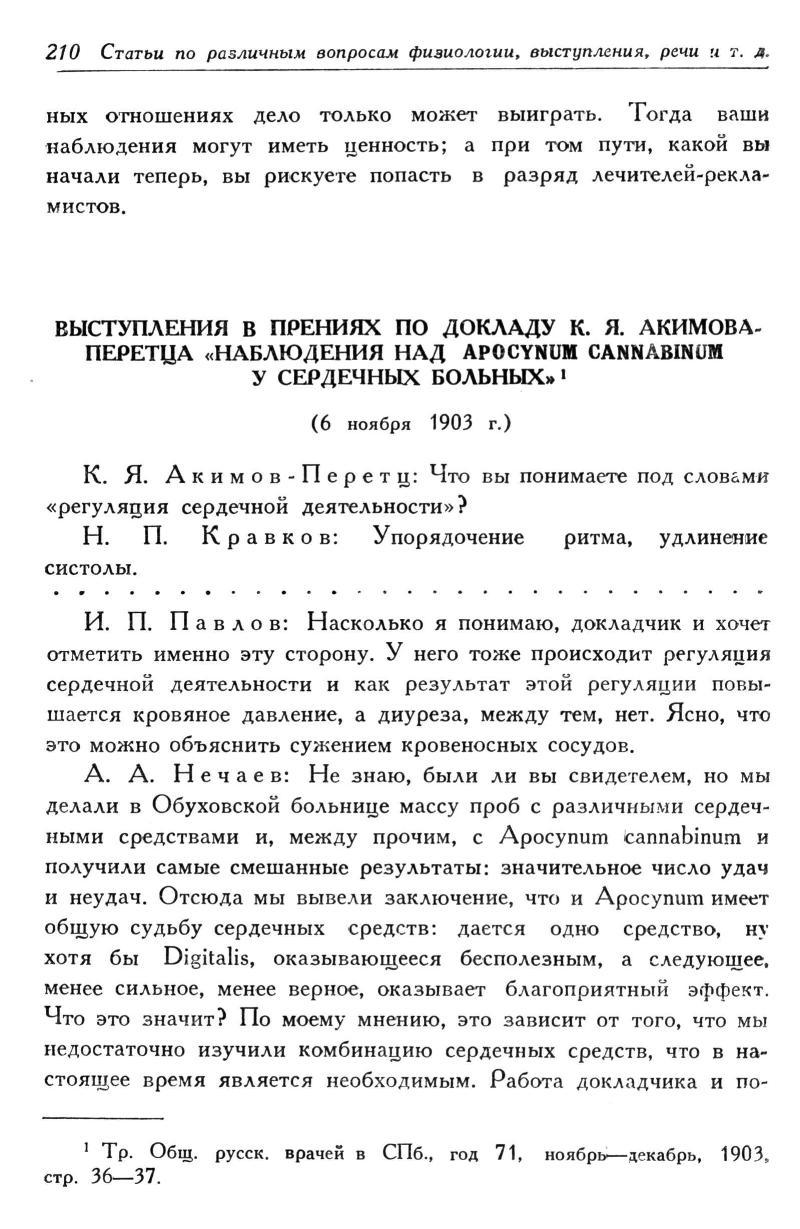 210 Статьи по различным вопросам физиологии, выступления, речи и т. д.
ных отношениях дело только может выиграть. Тогда ваши
наблюдения могут иметь ценность; а при том пути, какой вы
начали теперь, вы рискуете попасть в разряд лечителей-рекла-
мистов.
ВЫСТУПЛЕНИЯ В ПРЕНИЯХ ПО ДОКЛАДУ К. Я. АКИМОВА-
ПЕРЕТЦА «НАБЛЮДЕНИЯ НАД APOCYNUM CANNABINUM
У СЕРДЕЧНЫХ БОЛЬНЫХ» ¹
(6 ноября 1903 г.)
К. Я. Акимов-Перетц: Что вы понимаете под словами
«регуляция сердечной деятельности»?
Н. П. Кравков: Упорядочение ритма, удлинение
систолы.
. . . . . . . . . . . . . . . . . . . . . . . . . . . . .
И. П. Павлов: Насколько я понимаю, докладчик и хочет
отметить именно эту сторону. У него тоже происходит регуляция
сердечной деятельности и как результат этой регуляции повы-
шается кровяное давление, а диуреза, между тем, нет. Ясно, что
это можно объяснить сужением кровеносных сосудов.
А. А. Нечаев: Не знаю, были ли вы свидетелем, но мы
делали в Обуховской больнице массу проб с различными сердеч-
ными средствами и, между прочим, с Apocynum cannabinum и
получили самые смешанные результаты: значительное число удач
и неудач. Отсюда мы вывели заключение, что и Apocynum имеет
общую судьбу сердечных средств: дается одно средство, ну
хотя бы Digitalis, оказывающееся бесполезным, а следующее,
менее сильное, менее верное, оказывает благоприятный эффект.
Что это значит? По моему мнению, это зависит от того, что мы
недостаточно изучили комбинацию сердечных средств, что в на-
стоящее время является необходимым. Работа докладчика и по-
¹ Тр. Общ. русск. врачей в СПб., год 71, ноябрь—декабрь, 1903,
стр. 36—37.